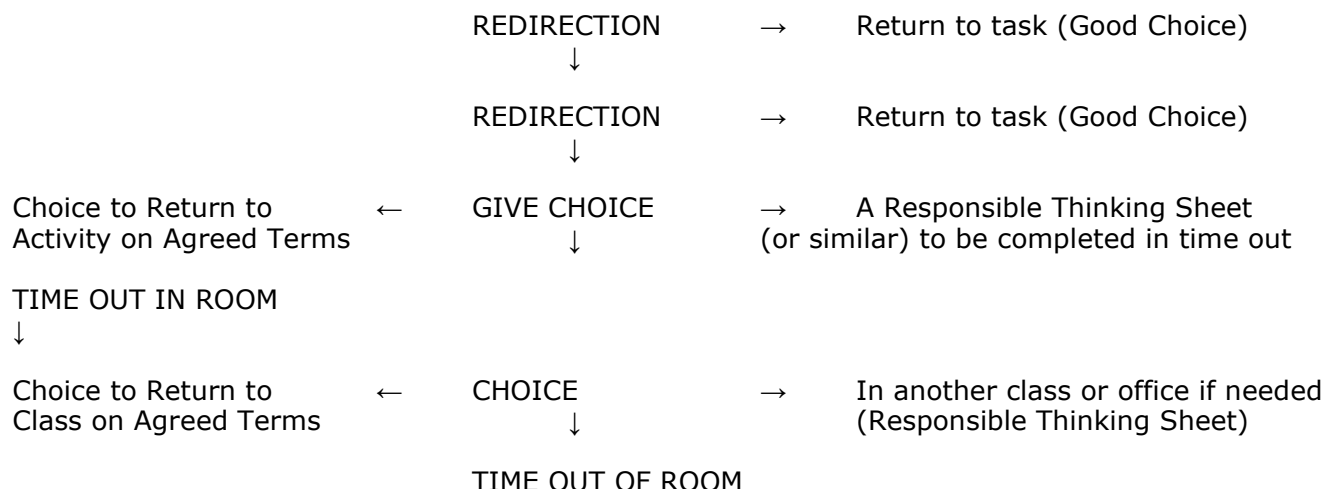 REDIRECTION → Return to task (Good Choice)
↓
REDIRECTION → Return to task (Good Choice)
↓
Choice to Return to ← GIVE CHOICE → A Responsible Thinking Sheet
Activity on Agreed Terms ↓ (or similar) to be completed in time out
TIME OUT IN ROOM
↓
Choice to Return to ← CHOICE → In another class or office if needed
Class on Agreed Terms ↓ (Responsible Thinking Sheet)
TIME OUT OF ROOM